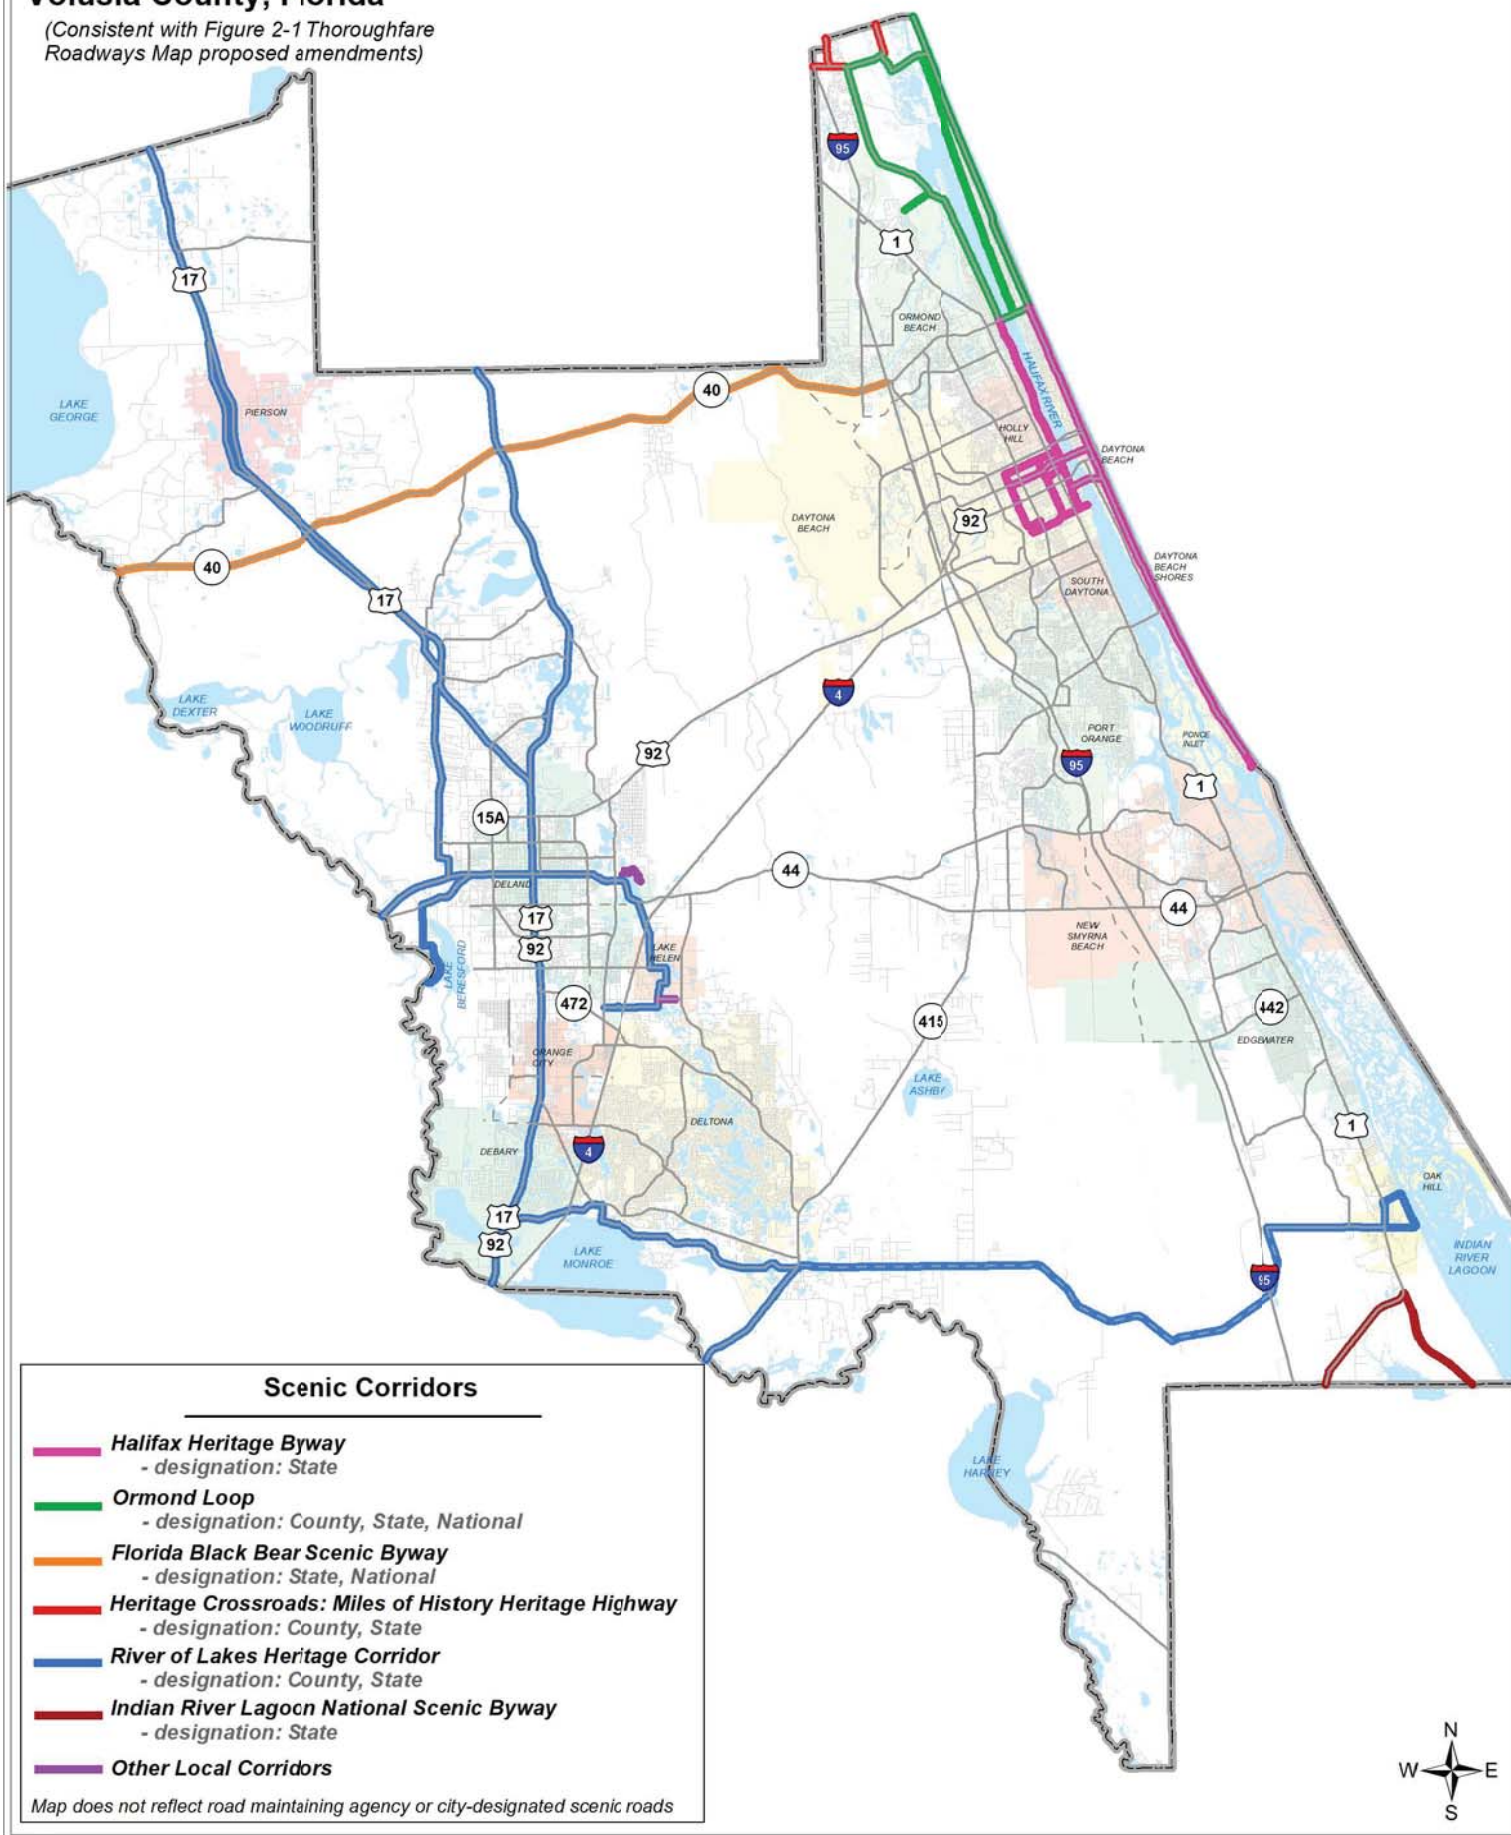 Volusia County, Florida
(Consistent with Figure 2-1 Thoroughfare
Roadways Map proposed amendments)
95
17
1
ORMOND
BEACH
HALIFAX RIVER
40
LAKE
GEORGE
PIERSON
HOLLY
HILL
DAYTONA
BEACH
DAYTONA
BEACH
92
40
DAYTONA
BEACH
SHORES
SOUTH
DAYTONA
17
LAKE
DEXTER
LAKE
WOODRUFF
4
92
PORT
ORANGE
PONCE
INLET
95
1
15A
44
DELAND
44
17
92
LAKE
HELEN
NEW
SMYRNA
BEACH
LAKE
BERESFORD
472
415
442
EDGEWATER
ORANGE
CITY
LAKE
ASHBY
DELTONA
1
DEBARY
4
OAK
HILL
17
92
LAKE
MONROE
INDIAN
RIVER
LAGOON
95
LAKE
HARNEY
Scenic Corridors
Halifax Heritage Byway
- designation: State
Ormond Loop
- designation: County, State, National
Florida Black Bear Scenic Byway
- designation: State, National
Heritage Crossroads: Miles of History Heritage Highway
- designation: County, State
River of Lakes Heritage Corridor
- designation: County, State
Indian River Lagoon National Scenic Byway
- designation: State
Other Local Corridors
Map does not reflect road maintaining agency or city-designated scenic roads
N
W E
S